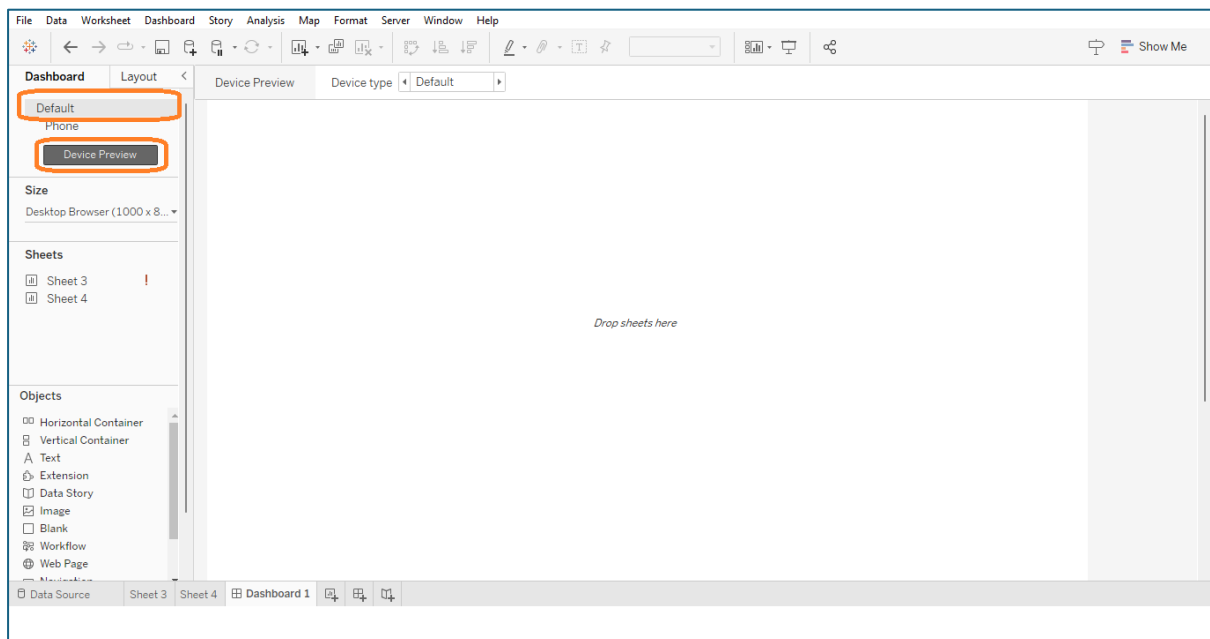 File Data Worksheet Dashboard Story Analysis Map Format Server Window Help
Show Me
Dashboard Layout <
Device Preview Device type Default
Default
Phone
Device Preview
Size
Desktop Browser (1000 x 8...
Sheets
Sheet 3 !
Sheet 4
Drop sheets here
Objects
Horizontal Container
Vertical Container
A Text
Extension
Data Story
Image
Blank
Workflow
Web Page
Data Source Sheet 3 Sheet 4 Dashboard 1